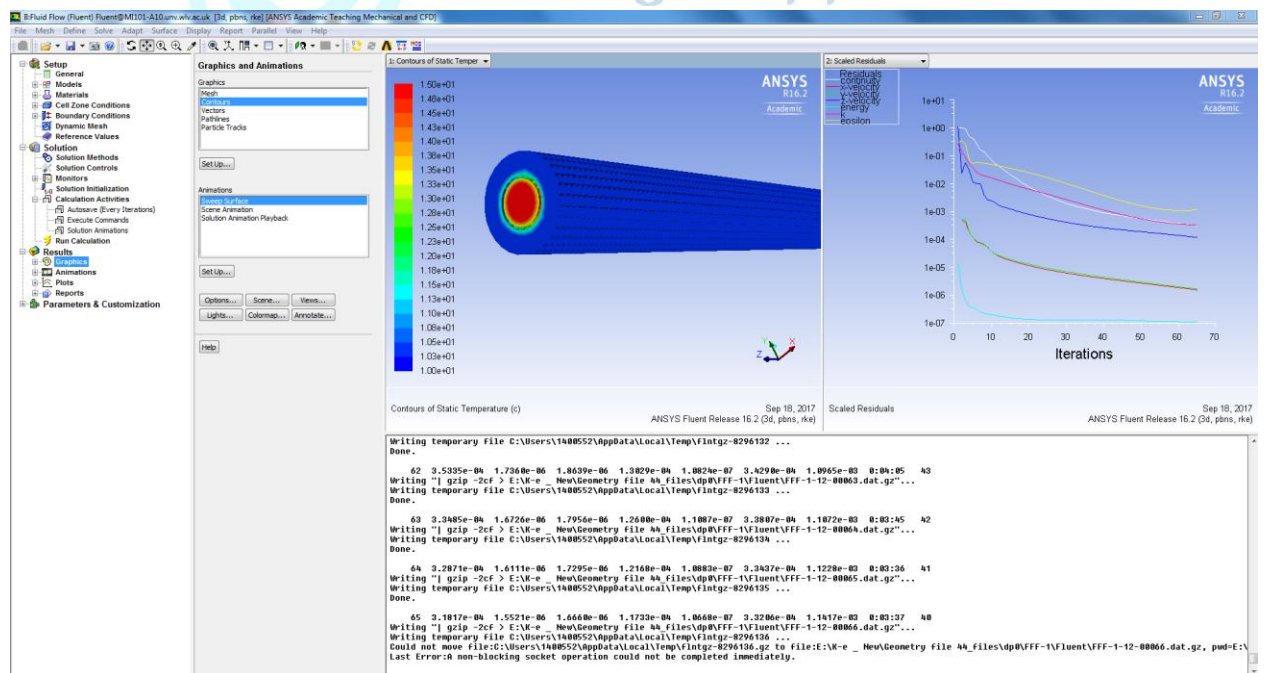 B:Fluid Flow (Fluent) Fluent@MI101-A10.unv.wlv.ac.uk [3d, pbns, rke] [ANSYS Academic Teaching Mechanical and CFD]
File Mesh Define Solve Adapt Surface Display Report Parallel View Help
Setup
General
Models
Materials
Cell Zone Conditions
Boundary Conditions
Dynamic Mesh
Reference Values
Solution
Solution Methods
Solution Controls
Monitors
Solution Initialization
Calculation Activities
Autosave (Every Iterations)
Execute Commands
Solution Animations
Run Calculation
Results
Graphics
Animations
Plots
Reports
Parameters & Customization
Graphics and Animations
Graphics
Mesh
Contours
Vectors
Pathlines
Particle Tracks
Set Up...
Animations
Sweep Surface
Scene Animation
Solution Animation Playback
Set Up...
Options... Scene... Views...
Lights... Colormap... Annotate...
Help
1: Contours of Static Temper
ANSYS
R16.2
Academic
1.50e+01
1.48e+01
1.45e+01
1.43e+01
1.40e+01
1.38e+01
1.35e+01
1.33e+01
1.30e+01
1.28e+01
1.25e+01
1.23e+01
1.20e+01
1.18e+01
1.15e+01
1.13e+01
1.10e+01
1.08e+01
1.05e+01
1.03e+01
1.00e+01
Y X
Z
Contours of Static Temperature (c)
Sep 18, 2017
ANSYS Fluent Release 16.2 (3d, pbns, rke)
2: Scaled Residuals
Residuals
continuity
x-velocity
y-velocity
z-velocity
energy
k
epsilon
ANSYS
R16.2
Academic
1e+01
1e+00
1e-01
1e-02
1e-03
1e-04
1e-05
1e-06
1e-07
0 10 20 30 40 50 60 70
Iterations
Scaled Residuals
Sep 18, 2017
ANSYS Fluent Release 16.2 (3d, pbns, rke)
Writing temporary file C:\Users\1400552\AppData\Local\Temp\flntgz-8296132 ...
Done.
62 3.5335e-04 1.7360e-06 1.8639e-06 1.3029e-04 1.0824e-07 3.4290e-04 1.0965e-03 0:04:05 43
Writing "| gzip -2cf > E:\K-e _ New\Geometry file 44_files\dp0\FFF-1\Fluent\FFF-1-12-00063.dat.gz"...
Writing temporary file C:\Users\1400552\AppData\Local\Temp\flntgz-8296133 ...
Done.
63 3.3485e-04 1.6726e-06 1.7956e-06 1.2600e-04 1.1087e-07 3.3807e-04 1.1072e-03 0:03:45 42
Writing "| gzip -2cf > E:\K-e _ New\Geometry file 44_files\dp0\FFF-1\Fluent\FFF-1-12-00064.dat.gz"...
Writing temporary file C:\Users\1400552\AppData\Local\Temp\flntgz-8296134 ...
Done.
64 3.2871e-04 1.6111e-06 1.7295e-06 1.2168e-04 1.0883e-07 3.3437e-04 1.1228e-03 0:03:36 41
Writing "| gzip -2cf > E:\K-e _ New\Geometry file 44_files\dp0\FFF-1\Fluent\FFF-1-12-00065.dat.gz"...
Writing temporary file C:\Users\1400552\AppData\Local\Temp\flntgz-8296135 ...
Done.
65 3.1817e-04 1.5521e-06 1.6660e-06 1.1733e-04 1.0668e-07 3.3206e-04 1.1417e-03 0:03:37 40
Writing "| gzip -2cf > E:\K-e _ New\Geometry file 44_files\dp0\FFF-1\Fluent\FFF-1-12-00066.dat.gz"...
Writing temporary file C:\Users\1400552\AppData\Local\Temp\flntgz-8296136 ...
Could not move file:C:\Users\1400552\AppData\Local\Temp\flntgz-8296136.gz to file:E:\K-e _ New\Geometry file 44_files\dp0\FFF-1\Fluent\FFF-1-12-00066.dat.gz, pwd=E:\
Last Error:A non-blocking socket operation could not be completed immediately.